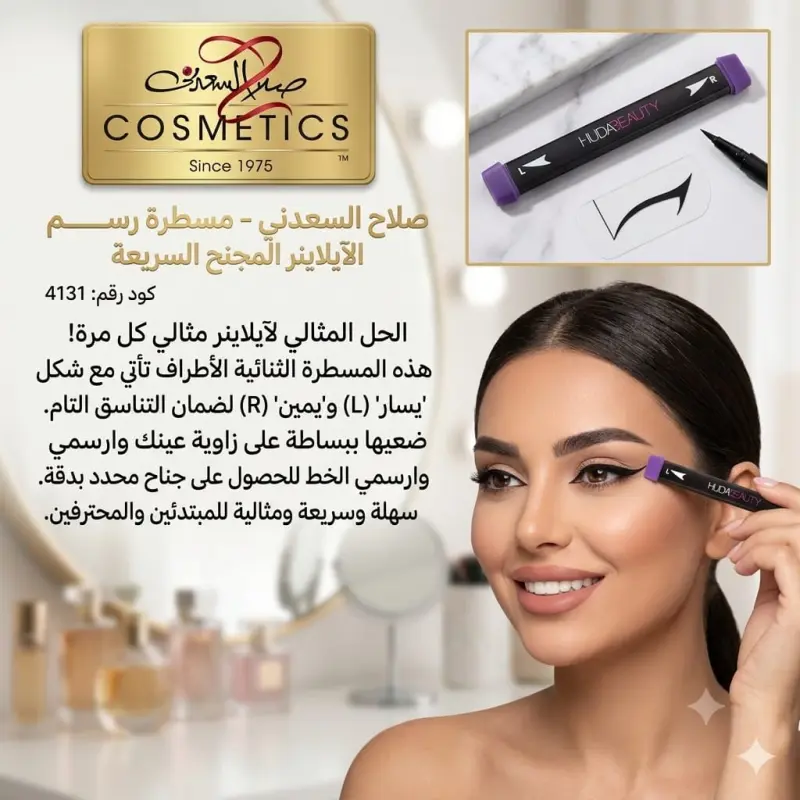 صلاح السعدني
COSMETICS
Since 1975
TM
صلاح السعدني - مسطرة رسم
الآيلاينر المجنح السريعة
كود رقم: 4131
الحل المثالي لآيلاينر مثالي كل مرة!
هذه المسطرة الثنائية الأطراف تأتي مع شكل
'يسار' (L) و'يمين' (R) لضمان التناسق التام.
ضعيها ببساطة على زاوية عينك وارسمي
وارسمي الخط للحصول على جناح محدد بدقة.
سهلة وسريعة ومثالية للمبتدئين والمحترفين.
R
HUDABEAUTY
L
L
HUDABEAUTY